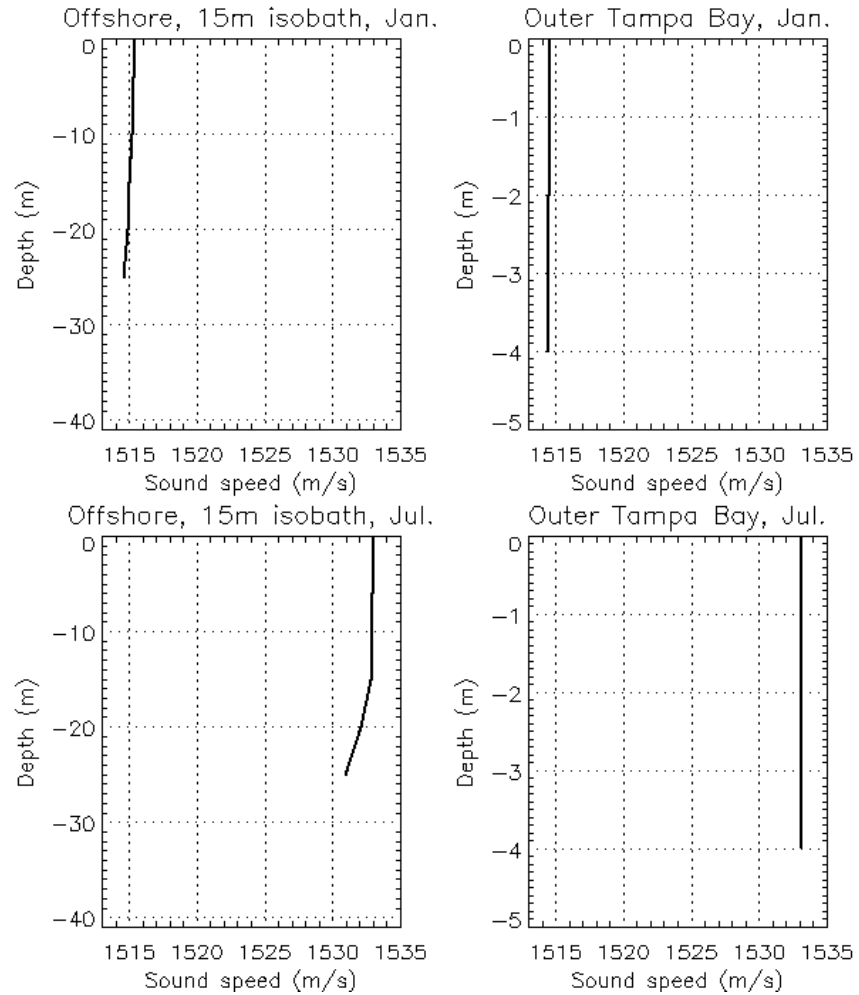 Offshore, 15m isobath, Jan.
0
-10
-20
-30
-40
Depth (m)
1515 1520 1525 1530 1535
Sound speed (m/s)
Outer Tampa Bay, Jan.
0
-1
-2
-3
-4
-5
Depth (m)
1515 1520 1525 1530 1535
Sound speed (m/s)
Offshore, 15m isobath, Jul.
0
-10
-20
-30
-40
Depth (m)
1515 1520 1525 1530 1535
Sound speed (m/s)
Outer Tampa Bay, Jul.
0
-1
-2
-3
-4
-5
Depth (m)
1515 1520 1525 1530 1535
Sound speed (m/s)